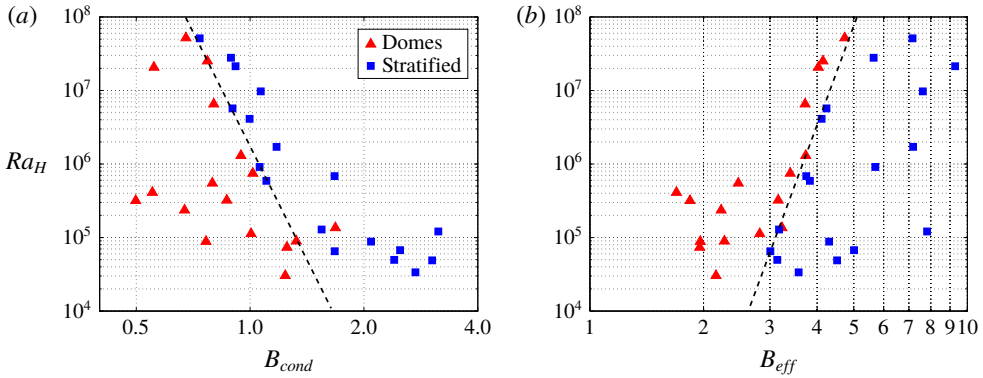 (a)
(b)
10^8
10^7
10^6
10^5
10^4
Ra_H
Domes
Stratified
0.5 1.0 2.0 4.0
B_cond
10^8
10^7
10^6
10^5
10^4
1 2 3 4 5 6 7 8 9 10
B_eff